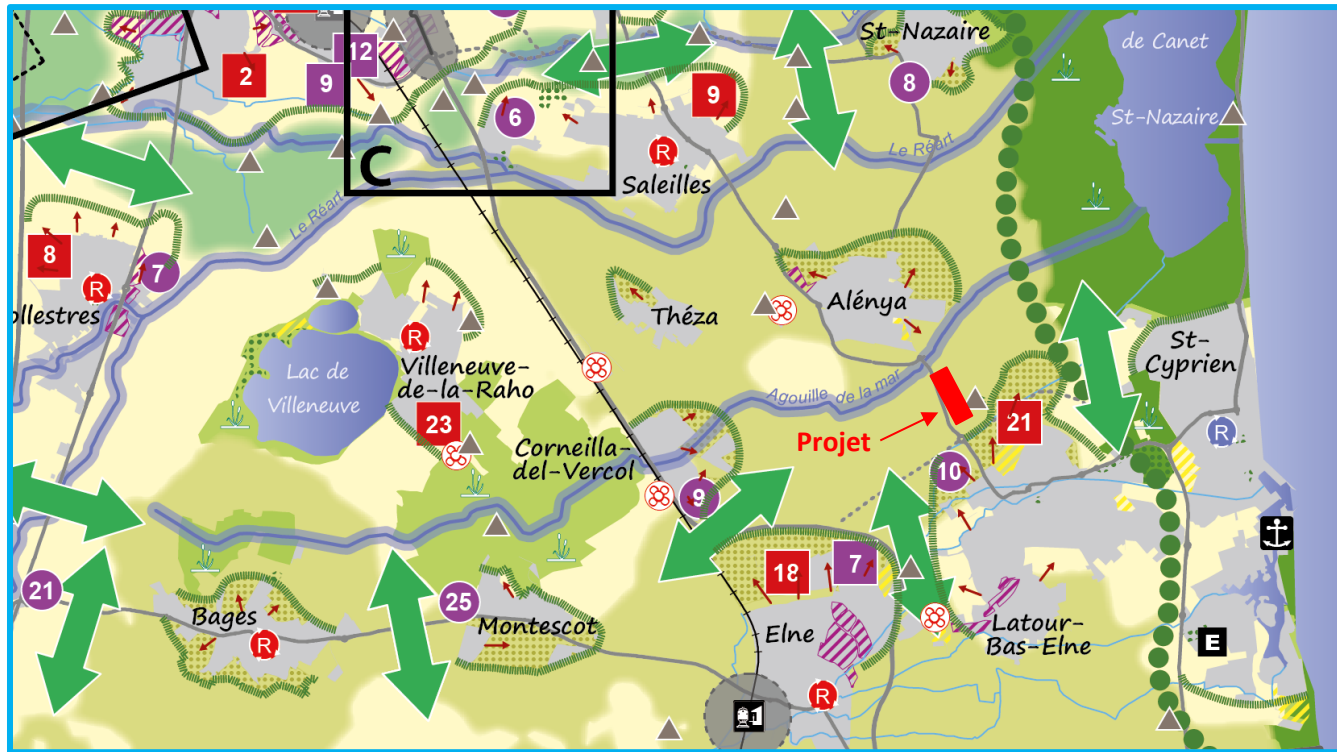 6
12
2
9
C
R
Saleilles
9
Le Réart
St-Nazaire
8
Le Réart
de Canet
St-Nazaire
8
R
7
ollestres
Lac de
Villeneuve
R
Villeneuve-
de-la-Raho
23
Théza
Alénya
Agouille de la mar
Projet
21
10
St-
Cyprien
R
Corneilla-
del-Vercol
9
21
Bages
R
25
Montescot
18
7
Elne
R
Latour-
Bas-Elne
E